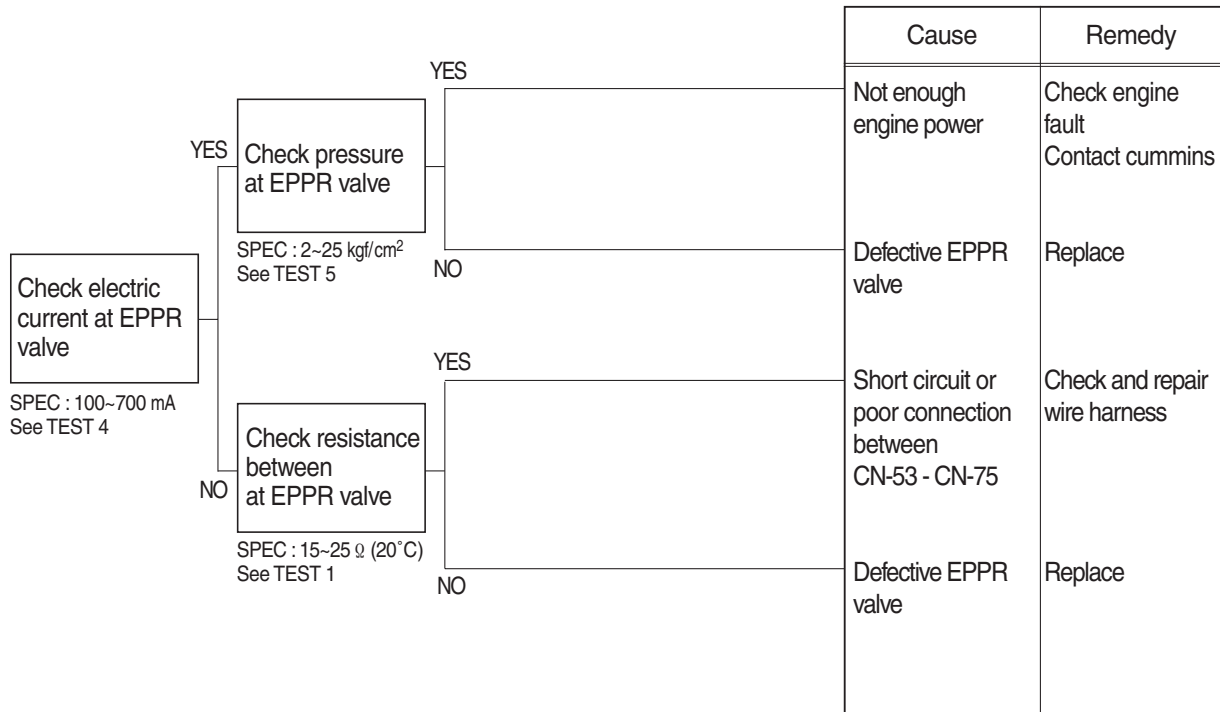 Cause
Remedy
YES
Not enough
engine power
Check engine
fault
Contact cummins
YES
Check pressure
at EPPR valve
SPEC : 2~25 kgf/cm²
See TEST 5
NO
Defective EPPR
valve
Replace
Check electric
current at EPPR
valve
SPEC : 100~700 mA
See TEST 4
YES
Short circuit or
poor connection
between
CN-53 - CN-75
Check and repair
wire harness
NO
Check resistance
between
at EPPR valve
SPEC : 15~25 Ω (20˚C)
See TEST 1
NO
Defective EPPR
valve
Replace